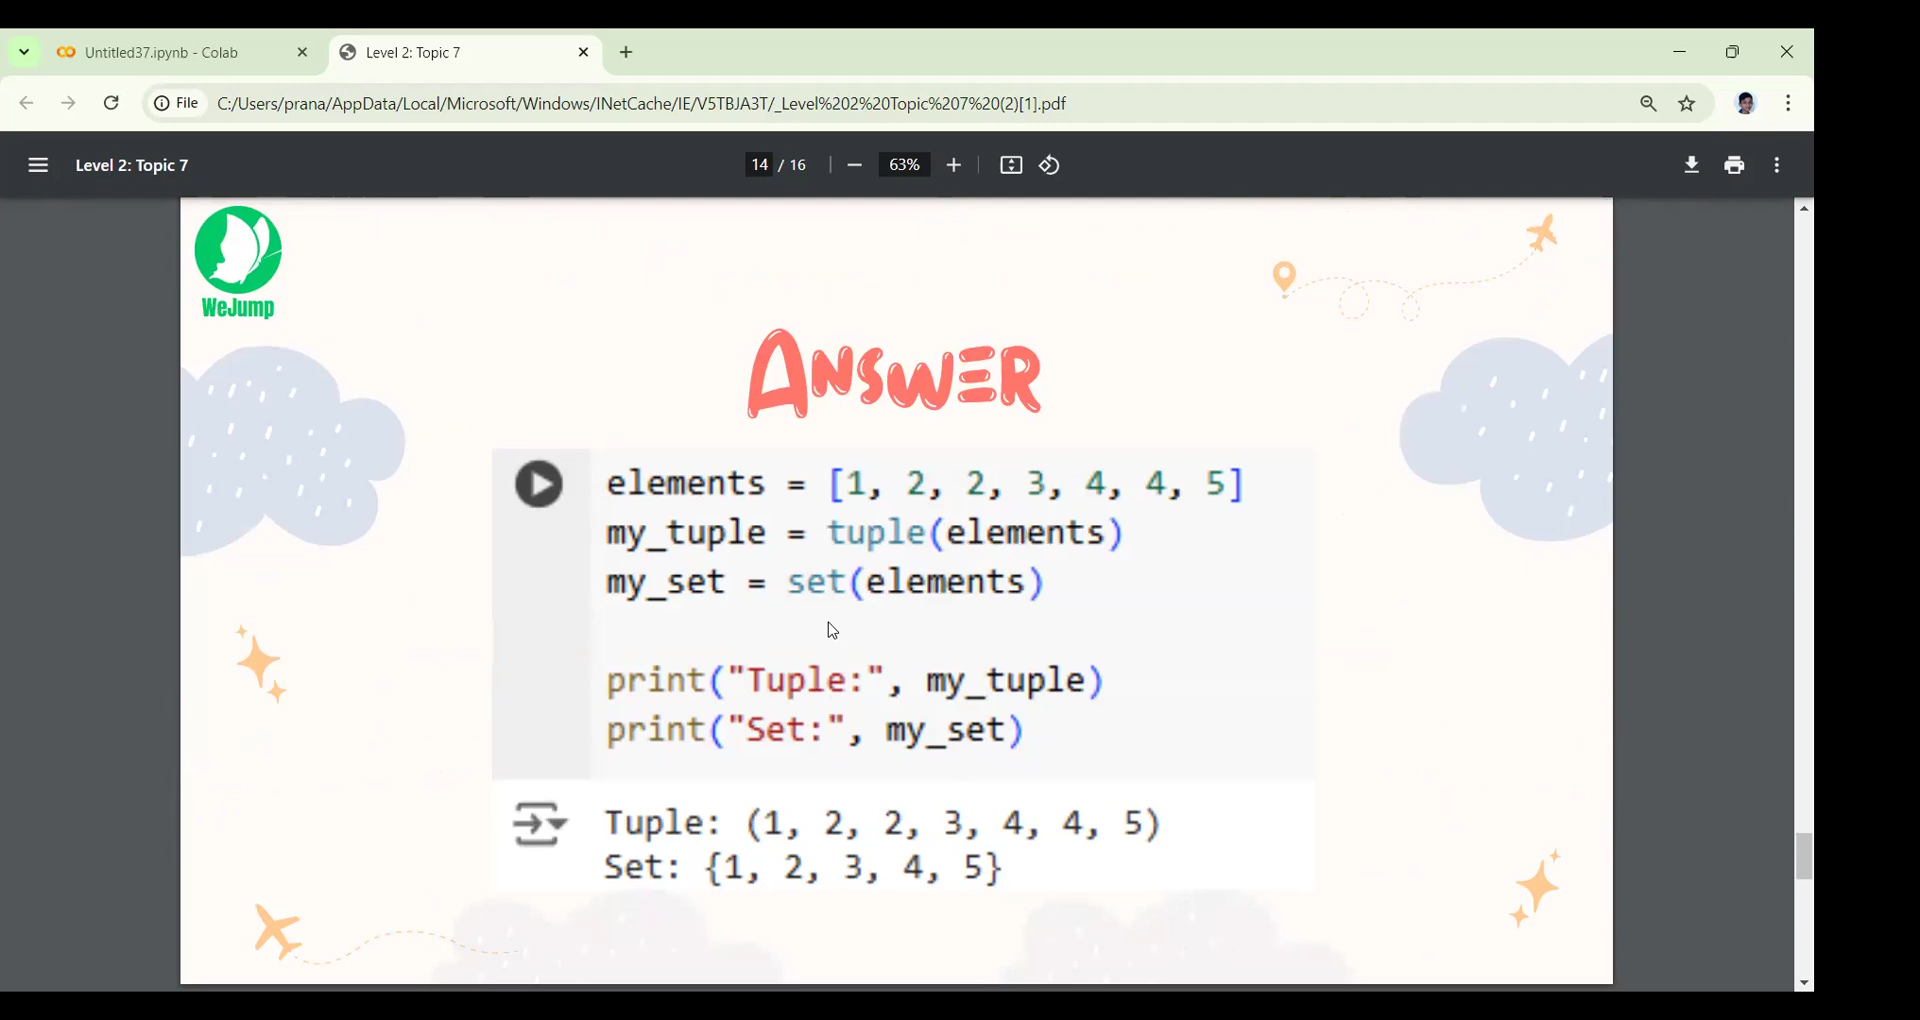 Untitled37.ipynb - Colab
Level 2: Topic 7
File
C:/Users/prana/AppData/Local/Microsoft/Windows/INetCache/IE/V5TBJA3T/_Level%202%20Topic%207%20(2)[1].pdf
Level 2: Topic 7
14 / 16
63%
WeJump
ANSWER
elements = [1, 2, 2, 3, 4, 4, 5]
my_tuple = tuple(elements)
my_set = set(elements)
print("Tuple:", my_tuple)
print("Set:", my_set)
Tuple: (1, 2, 2, 3, 4, 4, 5)
Set: {1, 2, 3, 4, 5}